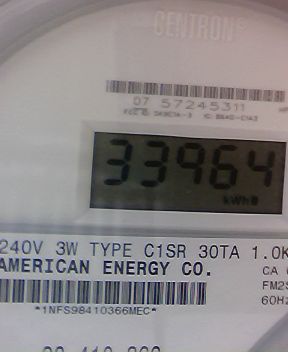 CENTRON®
07 57245311
33964
kWh
240V 3W TYPE C1SR 30TA 1.0K
AMERICAN ENERGY CO.
CA
FM2S
60Hz
*1NFS98410366MEC*